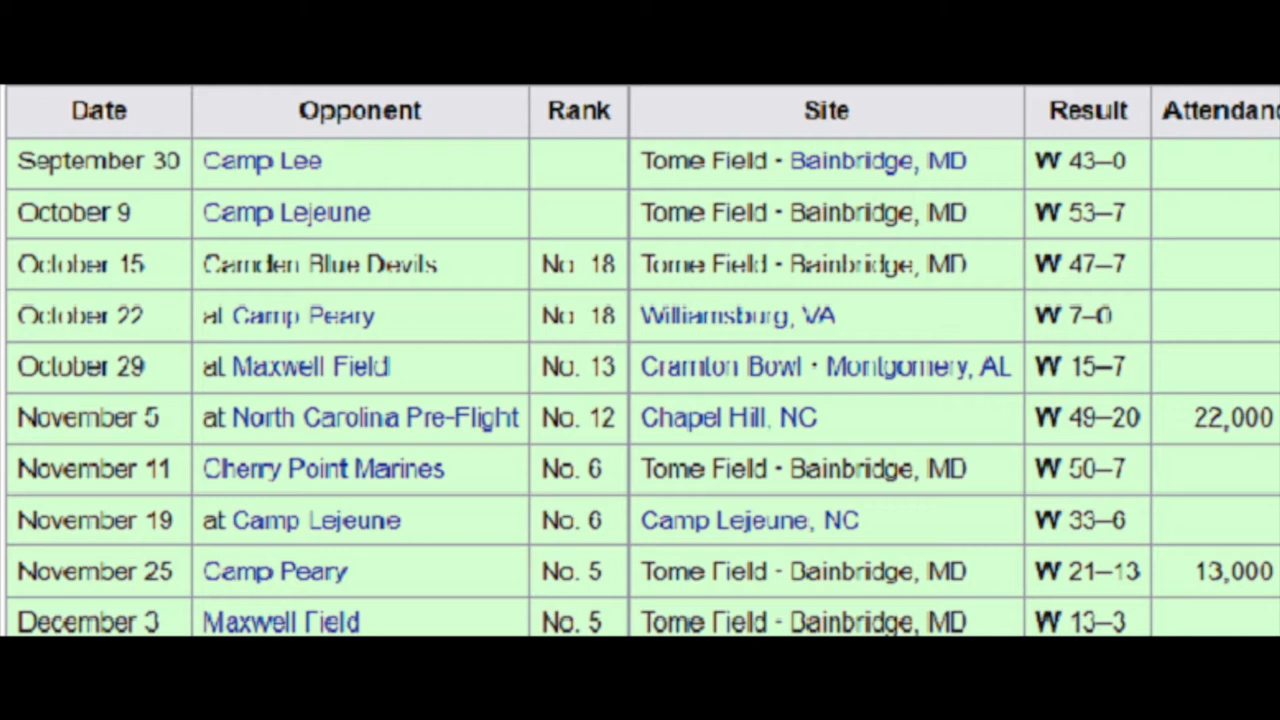 Date Opponent Rank Site Result Attendanc
September 30 Camp Lee Tome Field · Bainbridge, MD W 43–0
October 9 Camp Lejeune Tome Field · Bainbridge, MD W 53–7
October 15 Camden Blue Devils No. 18 Tome Field · Bainbridge, MD W 47–7
October 22 at Camp Peary No. 18 Williamsburg, VA W 7–0
October 29 at Maxwell Field No. 13 Cramton Bowl · Montgomery, AL W 15–7
November 5 at North Carolina Pre-Flight No. 12 Chapel Hill, NC W 49–20 22,000
November 11 Cherry Point Marines No. 6 Tome Field · Bainbridge, MD W 50–7
November 19 at Camp Lejeune No. 6 Camp Lejeune, NC W 33–6
November 25 Camp Peary No. 5 Tome Field · Bainbridge, MD W 21–13 13,000
December 3 Maxwell Field No. 5 Tome Field · Bainbridge, MD W 13–3